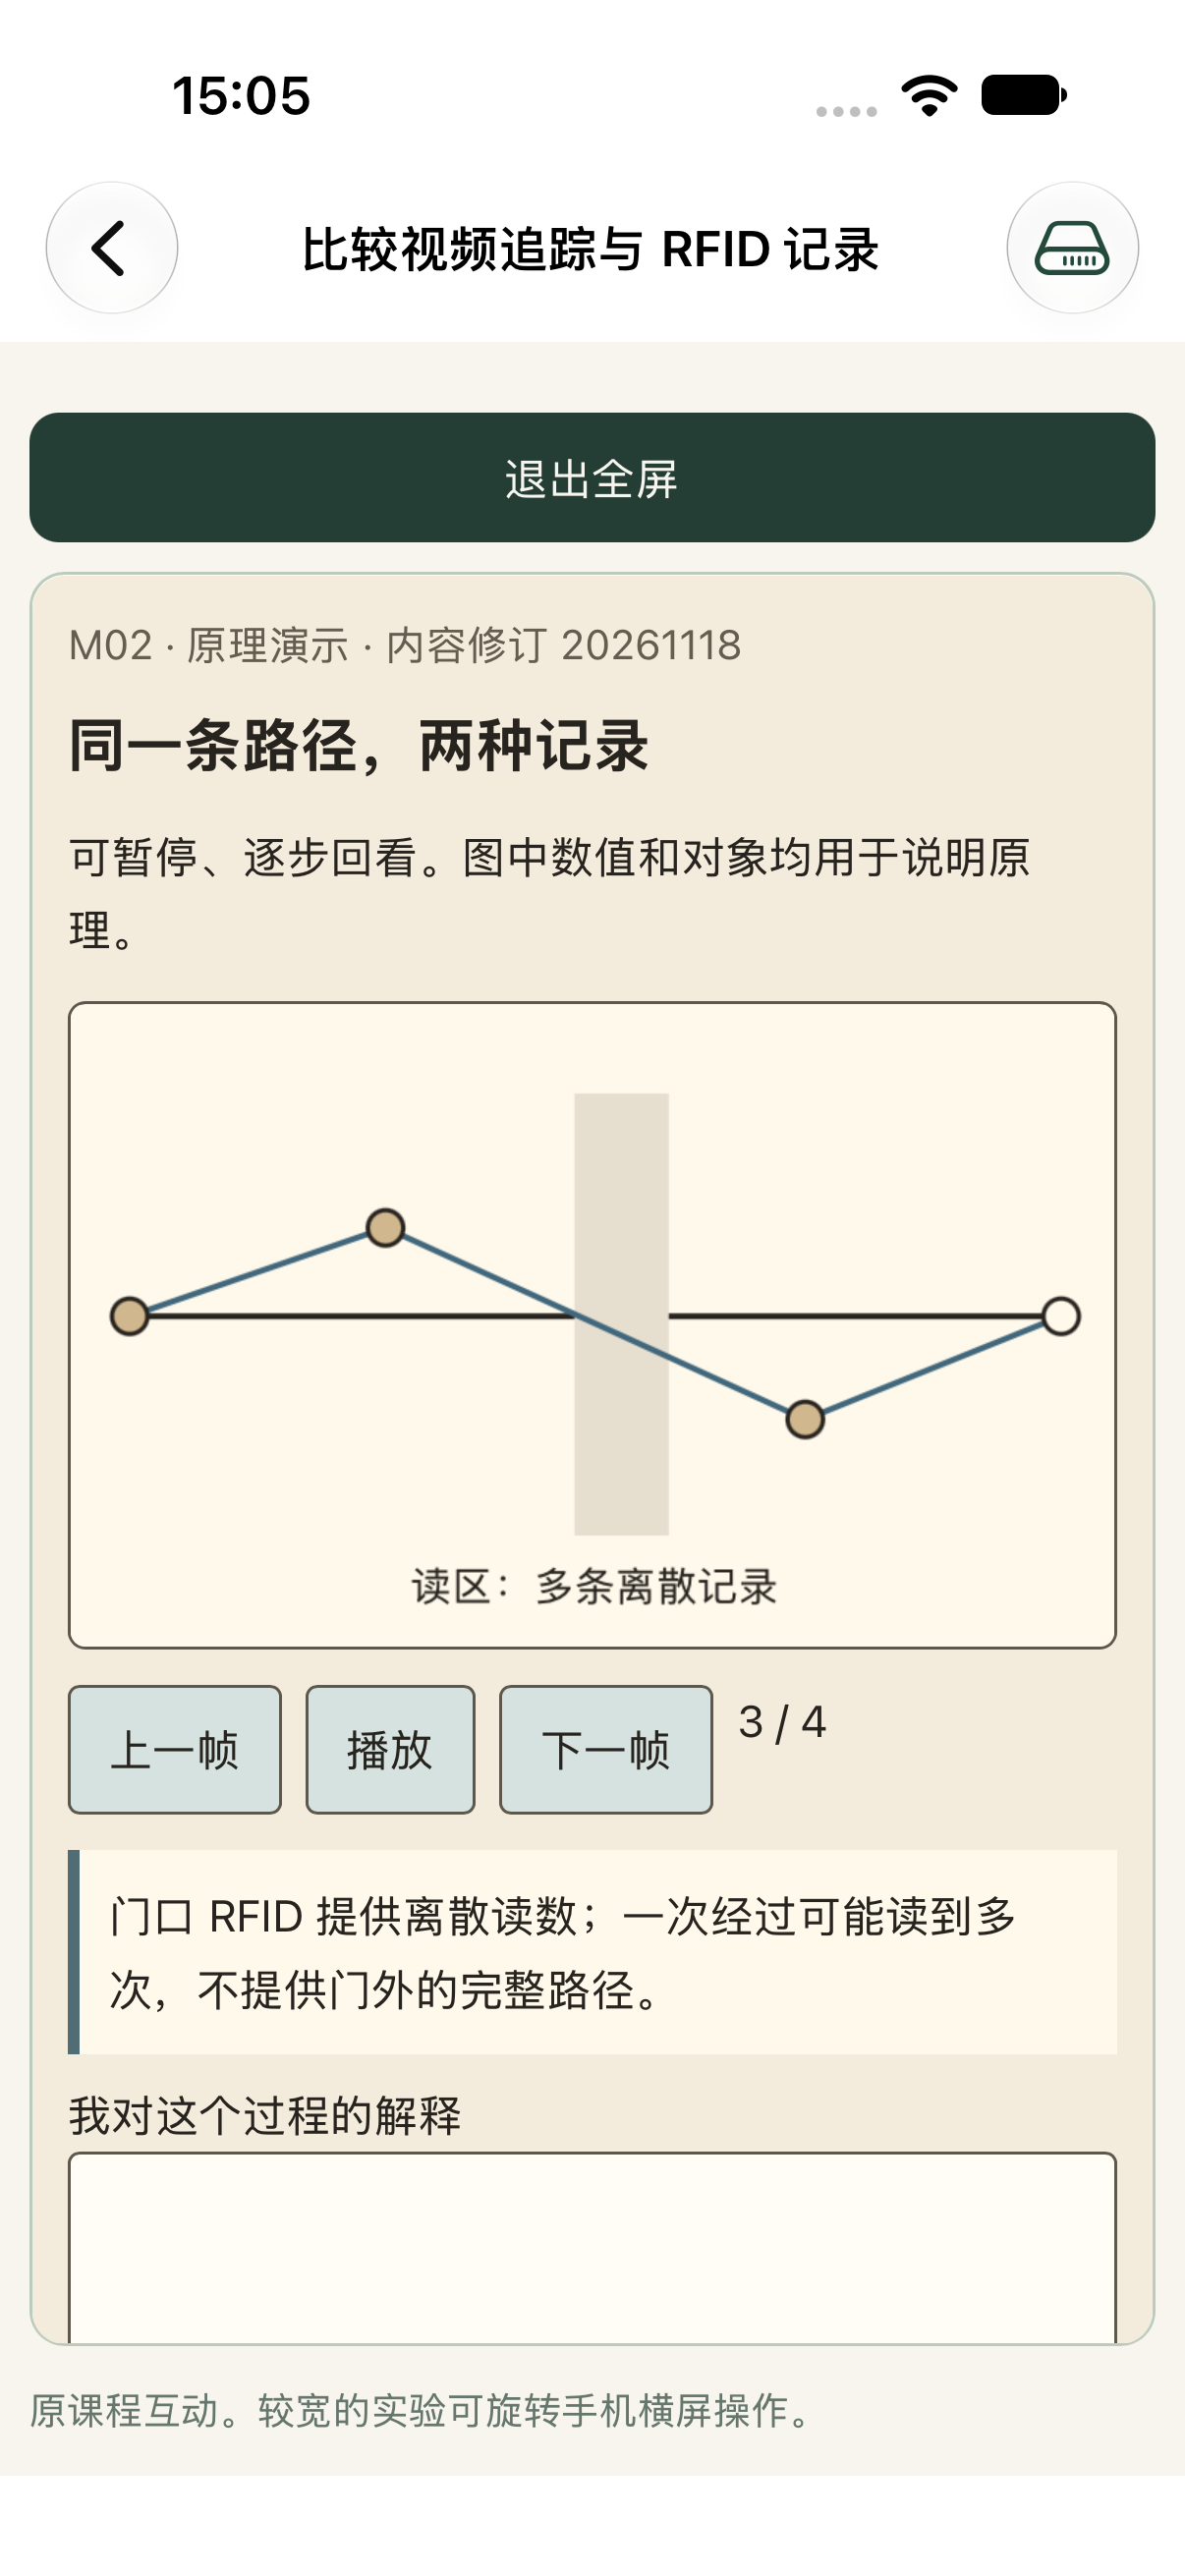 15:05
比较视频追踪与 RFID 记录
退出全屏
M02 · 原理演示 · 内容修订 20261118
同一条路径，两种记录
可暂停、逐步回看。图中数值和对象均用于说明原
理。
读区：多条离散记录
上一帧 播放 下一帧 3 / 4
门口 RFID 提供离散读数；一次经过可能读到多
次，不提供门外的完整路径。
我对这个过程的解释
原课程互动。较宽的实验可旋转手机横屏操作。